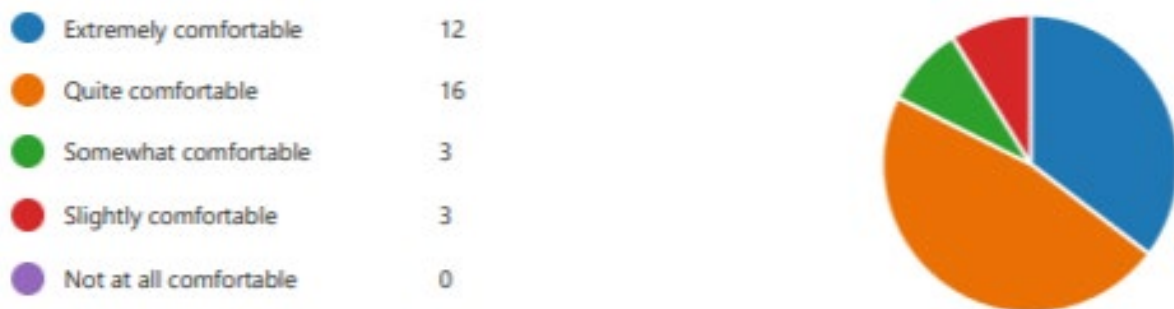 Extremely comfortable 12
Quite comfortable 16
Somewhat comfortable 3
Slightly comfortable 3
Not at all comfortable 0